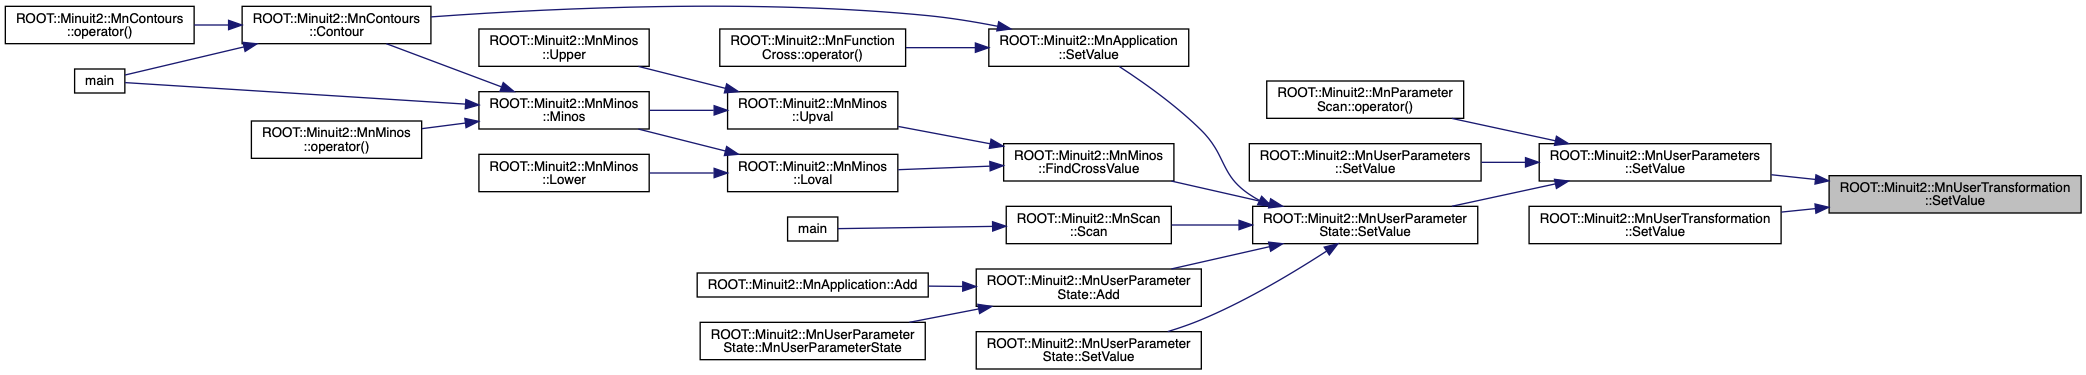 ROOT::Minuit2::MnContours
::operator()
ROOT::Minuit2::MnContours
::Contour
main
ROOT::Minuit2::MnMinos
::operator()
ROOT::Minuit2::MnMinos
::Upper
ROOT::Minuit2::MnMinos
::Minos
ROOT::Minuit2::MnMinos
::Lower
ROOT::Minuit2::MnFunction
Cross::operator()
ROOT::Minuit2::MnMinos
::Upval
ROOT::Minuit2::MnMinos
::Loval
main
ROOT::Minuit2::MnApplication::Add
ROOT::Minuit2::MnUserParameter
State::MnUserParameterState
ROOT::Minuit2::MnApplication
::SetValue
ROOT::Minuit2::MnMinos
::FindCrossValue
ROOT::Minuit2::MnScan
::Scan
ROOT::Minuit2::MnUserParameter
State::Add
ROOT::Minuit2::MnUserParameter
State::SetValue
ROOT::Minuit2::MnParameter
Scan::operator()
ROOT::Minuit2::MnUserParameters
::SetValue
ROOT::Minuit2::MnUserParameter
State::SetValue
ROOT::Minuit2::MnUserParameters
::SetValue
ROOT::Minuit2::MnUserTransformation
::SetValue
ROOT::Minuit2::MnUserTransformation
::SetValue